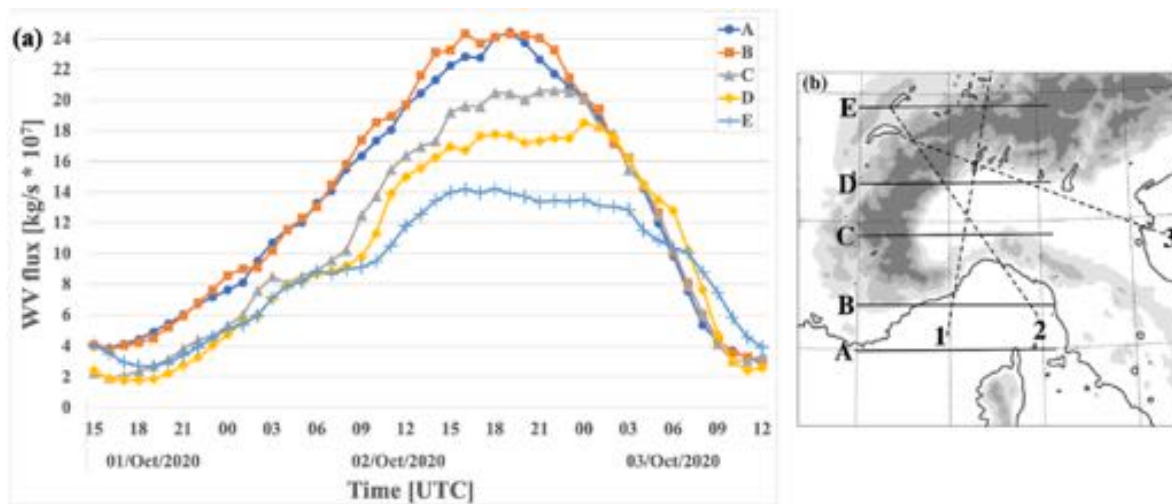 (a)
24
22
20
18
16
14
12
10
8
6
4
2
0
WV flux [kg/s * 10⁷]
A
B
C
D
E
15 18 21 00 03 06 09 12 15 18 21 00 03 06 09 12
01/Oct/2020 02/Oct/2020 03/Oct/2020
Time [UTC]
(b)
E
D
C
3
B
1 2
A